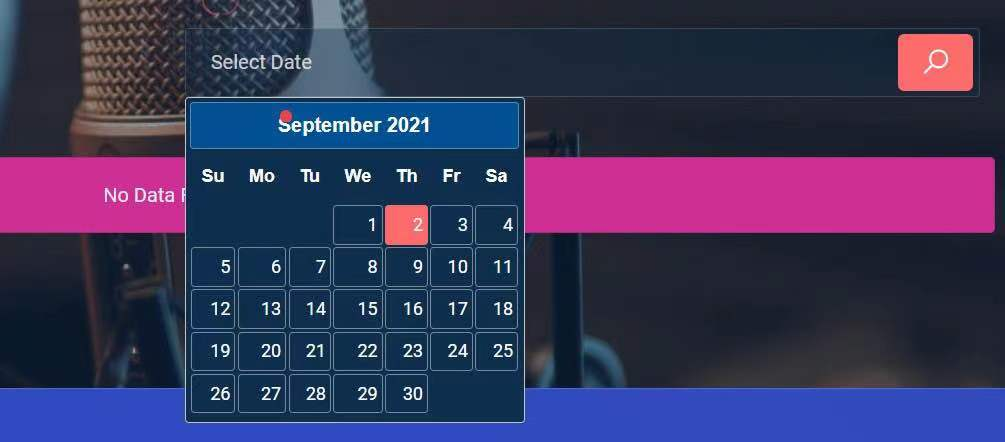 Select Date
September 2021
Su Mo Tu We Th Fr Sa
1 2 3 4
5 6 7 8 9 10 11
12 13 14 15 16 17 18
19 20 21 22 23 24 25
26 27 28 29 30
No Data